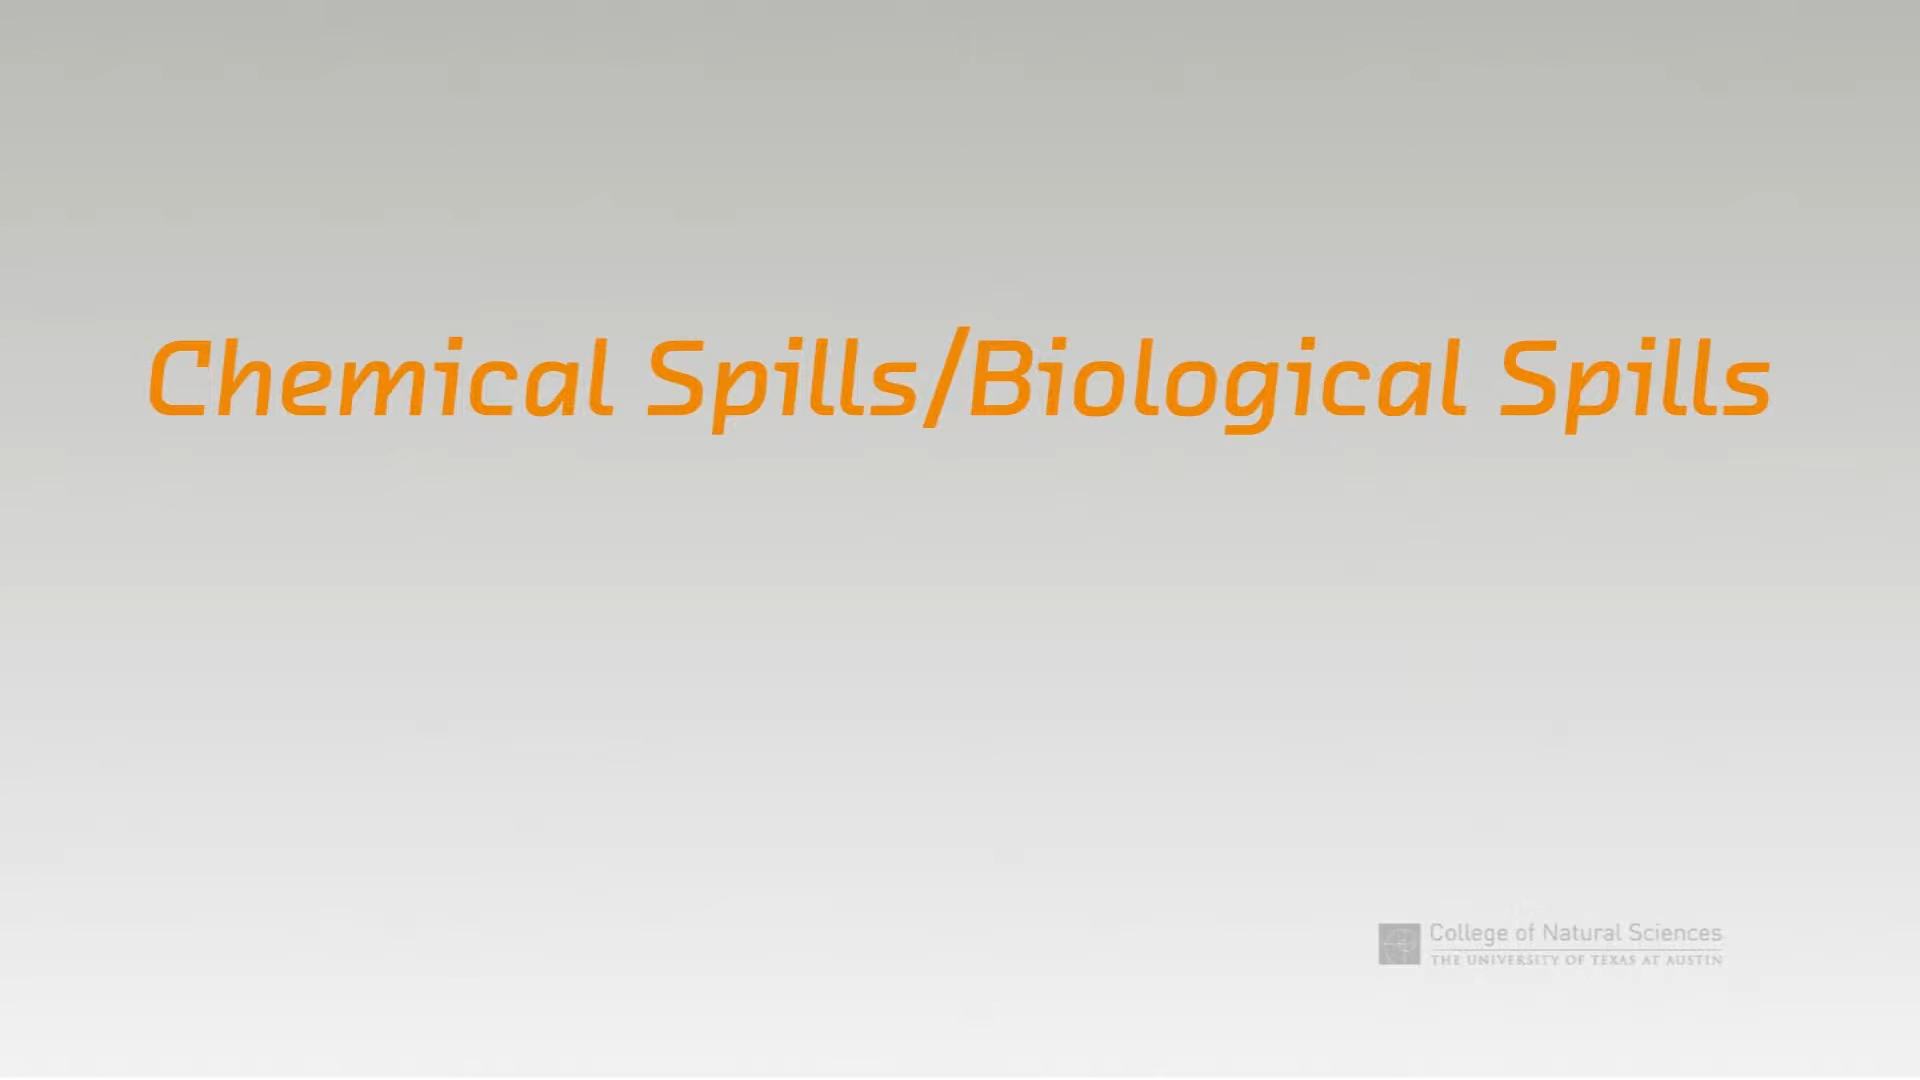 Chemical Spills/Biological Spills
College of Natural Sciences
THE UNIVERSITY OF TEXAS AT AUSTIN